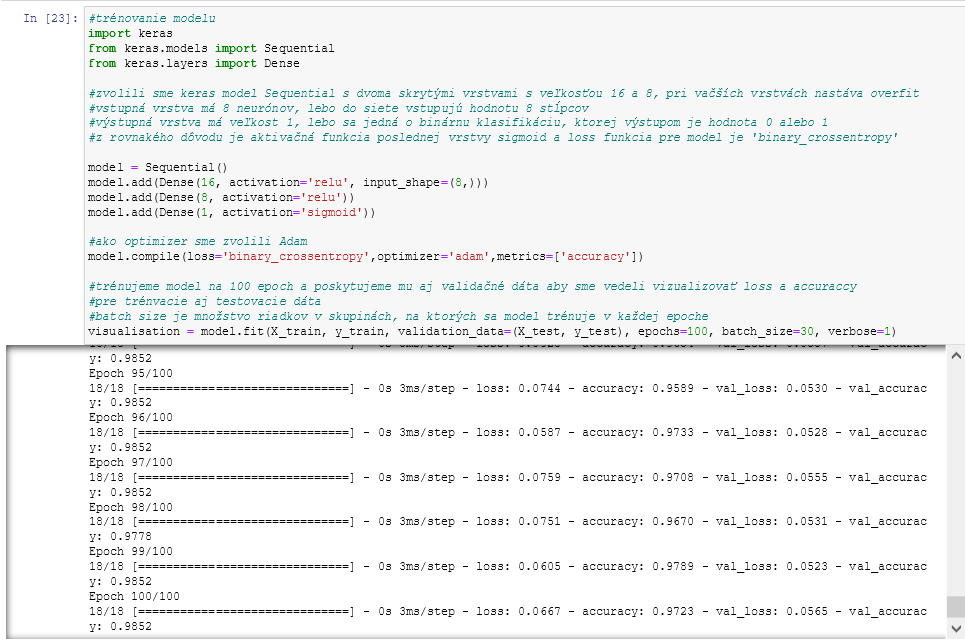 In [23]:
#trénovanie modelu
import keras
from keras.models import Sequential
from keras.layers import Dense
#zvolili sme keras model Sequential s dvoma skrytými vrstvami s veľkosťou 16 a 8, pri vačších vrstvách nastáva overfit
#vstupná vrstva má 8 neurónov, lebo do siete vstupujú hodnotu 8 stĺpcov
#výstupná vrstva má veľkost 1, lebo sa jedná o binárnu klasifikáciu, ktorej výstupom je hodnota 0 alebo 1
#z rovnakého dôvodu je aktivačná funkcia poslednej vrstvy sigmoid a loss funkcia pre model je 'binary_crossentropy'
model = Sequential()
model.add(Dense(16, activation='relu', input_shape=(8,)))
model.add(Dense(8, activation='relu'))
model.add(Dense(1, activation='sigmoid'))
#ako optimizer sme zvolili Adam
model.compile(loss='binary_crossentropy',optimizer='adam',metrics=['accuracy'])
#trénujeme model na 100 epoch a poskytujeme mu aj validačné dáta aby sme vedeli vizualizovať loss a accuraccy
#pre trénvacie aj testovacie dáta
#batch size je množstvo riadkov v skupinách, na ktorých sa model trénuje v každej epoche
visualisation = model.fit(X_train, y_train, validation_data=(X_test, y_test), epochs=100, batch_size=30, verbose=1)
y: 0.9852
Epoch 95/100
18/18 [==============================] - 0s 3ms/step - loss: 0.0744 - accuracy: 0.9589 - val_loss: 0.0530 - val_accurac
y: 0.9852
Epoch 96/100
18/18 [==============================] - 0s 3ms/step - loss: 0.0587 - accuracy: 0.9733 - val_loss: 0.0528 - val_accurac
y: 0.9852
Epoch 97/100
18/18 [==============================] - 0s 3ms/step - loss: 0.0759 - accuracy: 0.9708 - val_loss: 0.0555 - val_accurac
y: 0.9852
Epoch 98/100
18/18 [==============================] - 0s 3ms/step - loss: 0.0751 - accuracy: 0.9670 - val_loss: 0.0531 - val_accurac
y: 0.9778
Epoch 99/100
18/18 [==============================] - 0s 3ms/step - loss: 0.0605 - accuracy: 0.9789 - val_loss: 0.0523 - val_accurac
y: 0.9852
Epoch 100/100
18/18 [==============================] - 0s 3ms/step - loss: 0.0667 - accuracy: 0.9723 - val_loss: 0.0565 - val_accurac
y: 0.9852